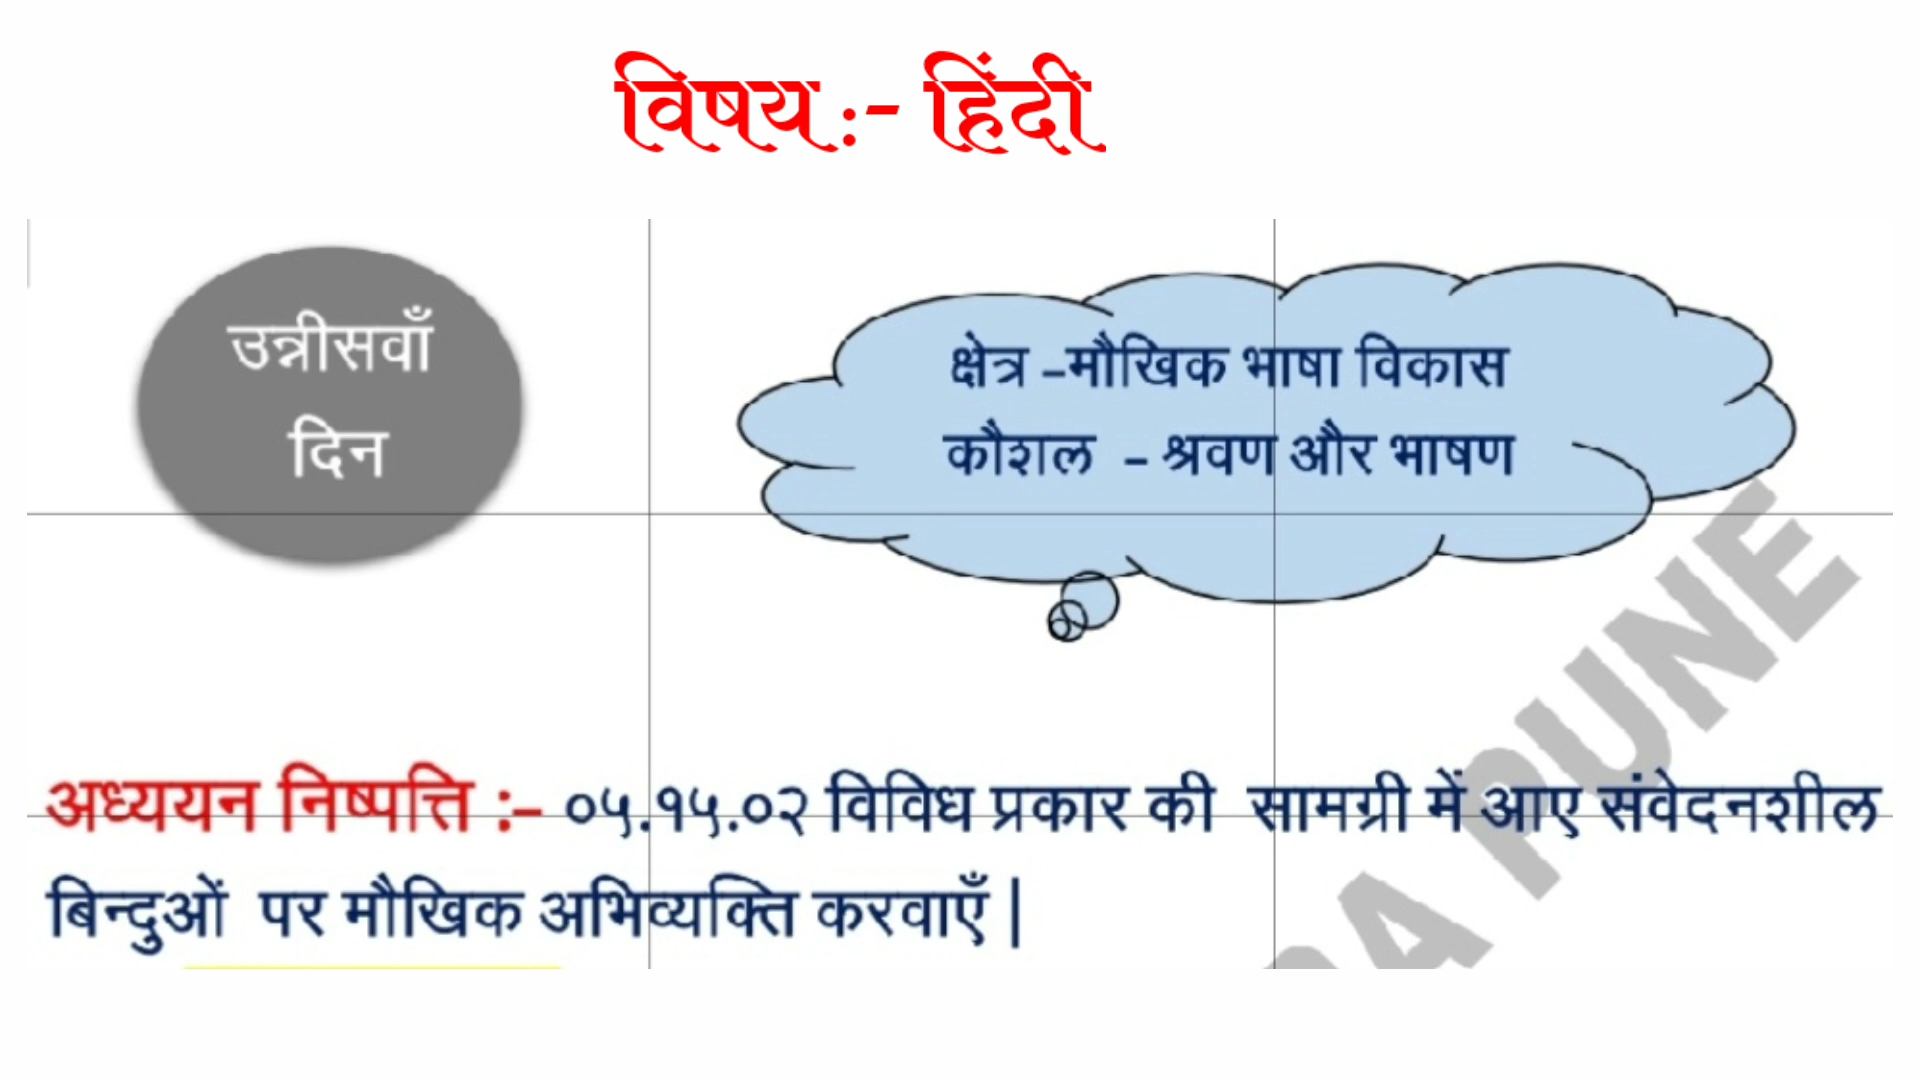 विषय :- हिंदी
उन्नीसवाँ
दिन
क्षेत्र –मौखिक भाषा विकास
कौशल – श्रवण और भाषण
अध्ययन निष्पत्ति :– ०५.१५.०२ विविध प्रकार की सामग्री में आए संवेदनशील
बिन्दुओं पर मौखिक अभिव्यक्ति करवाएँ |
PUNE